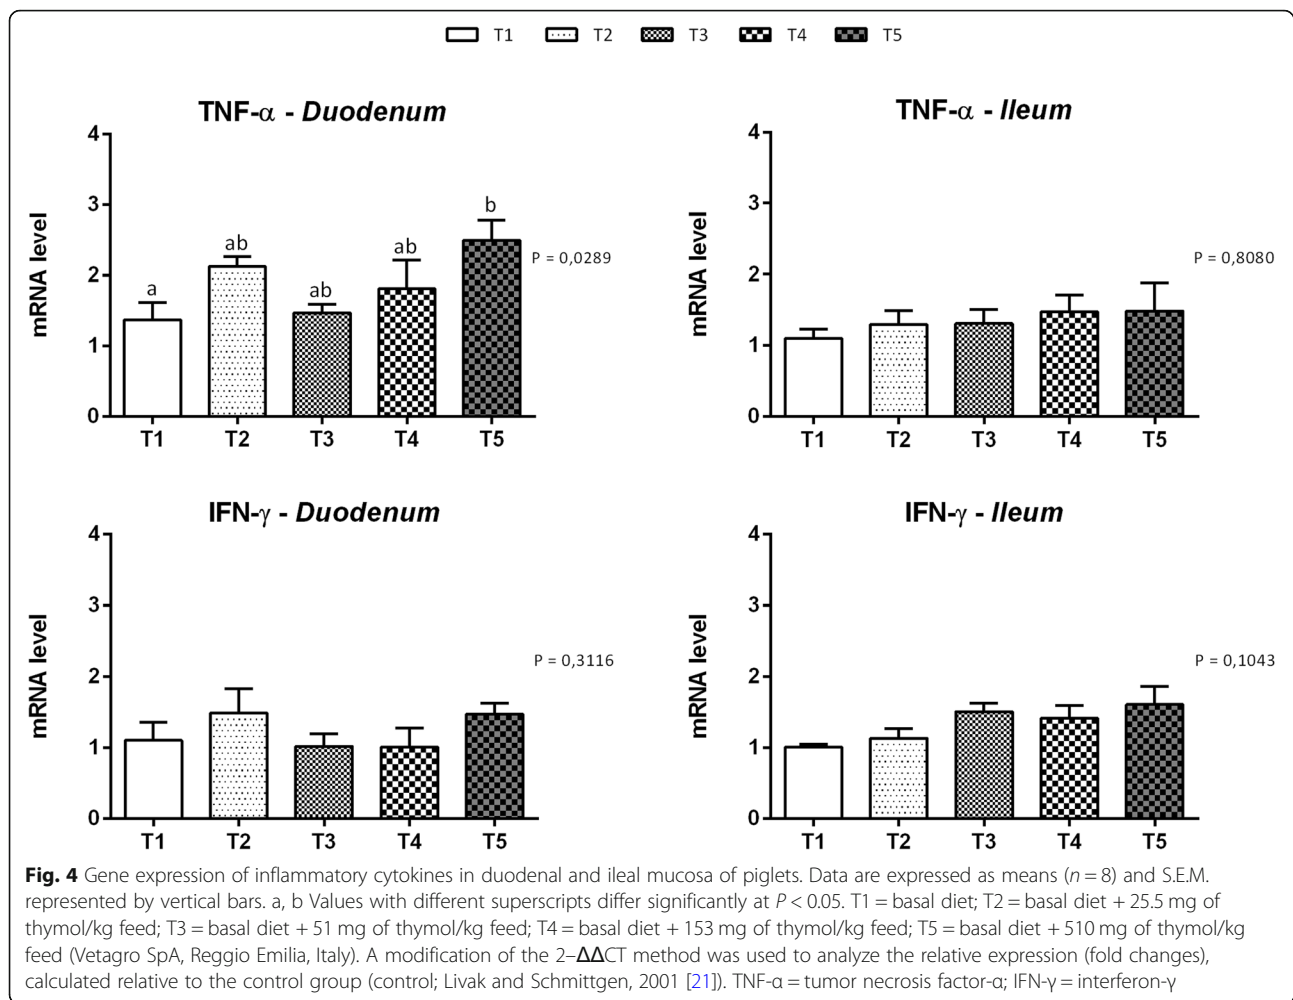 T1 T2 T3 T4 T5
TNF-α - Duodenum
mRNA level
4
3
2
1
0
a
ab
ab
ab
b
P = 0,0289
T1 T2 T3 T4 T5
TNF-α - Ileum
mRNA level
4
3
2
1
0
P = 0,8080
T1 T2 T3 T4 T5
IFN-γ - Duodenum
mRNA level
4
3
2
1
0
P = 0,3116
T1 T2 T3 T4 T5
IFN-γ - Ileum
mRNA level
4
3
2
1
0
P = 0,1043
T1 T2 T3 T4 T5
Fig. 4 Gene expression of inflammatory cytokines in duodenal and ileal mucosa of piglets. Data are expressed as means (n = 8) and S.E.M.
represented by vertical bars. a, b Values with different superscripts differ significantly at P < 0.05. T1 = basal diet; T2 = basal diet + 25.5 mg of
thymol/kg feed; T3 = basal diet + 51 mg of thymol/kg feed; T4 = basal diet + 153 mg of thymol/kg feed; T5 = basal diet + 510 mg of thymol/kg
feed (Vetagro SpA, Reggio Emilia, Italy). A modification of the 2–ΔΔCT method was used to analyze the relative expression (fold changes),
calculated relative to the control group (control; Livak and Schmittgen, 2001 [21]). TNF-α = tumor necrosis factor-α; IFN-γ = interferon-γ